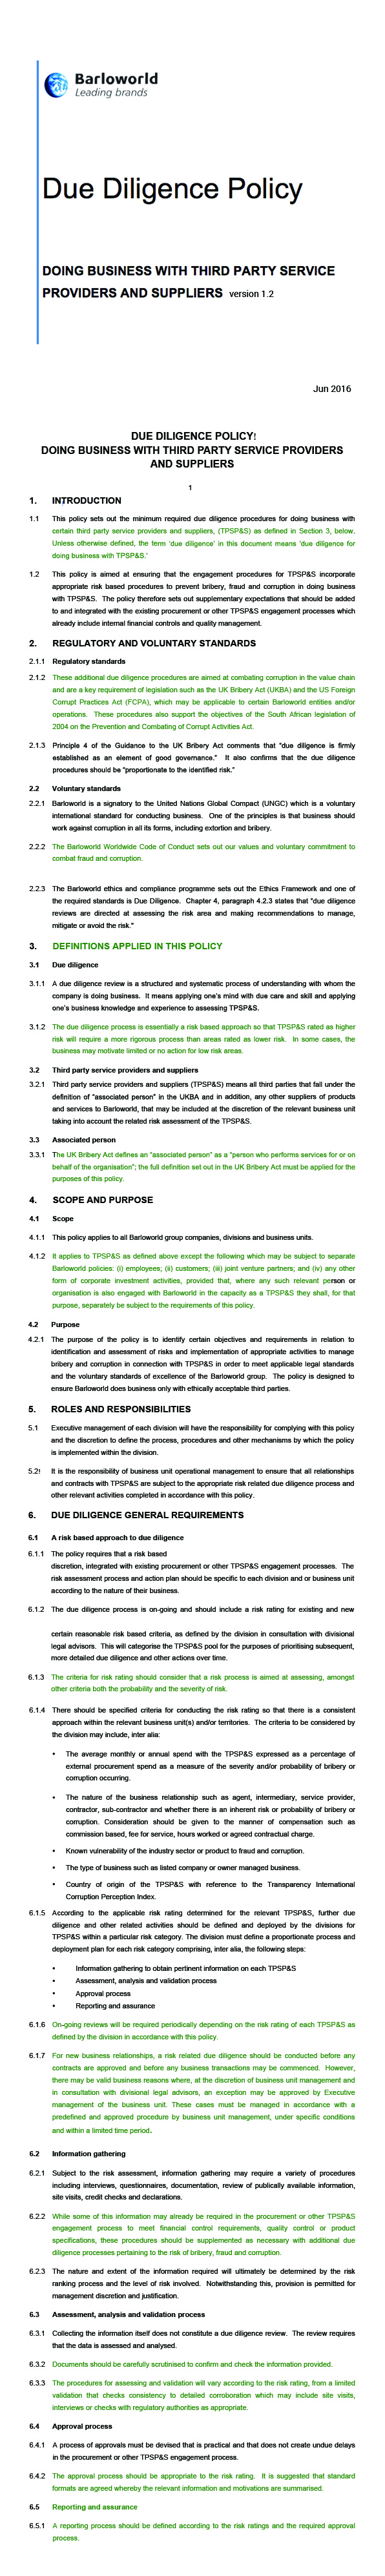 Barloworld
Leading brands
Due Diligence Policy
DOING BUSINESS WITH THIRD PARTY SERVICE
PROVIDERS AND SUPPLIERS version 1.2
Jun 2016
DUE DILIGENCE POLICY!
DOING BUSINESS WITH THIRD PARTY SERVICE PROVIDERS
AND SUPPLIERS
1
1. INTRODUCTION
1.1 This policy sets out the minimum required due diligence procedures for doing business with
certain third party service providers and suppliers, (TPSP&S) as defined in Section 3, below.
Unless otherwise defined, the term 'due diligence' in this document means 'due diligence for
doing business with TPSP&S.'
1.2 This policy is aimed at ensuring that the engagement procedures for TPSP&S incorporate
appropriate risk based procedures to prevent bribery, fraud and corruption in doing business
with TPSP&S. The policy therefore sets out supplementary expectations that should be added
to and integrated with the existing procurement or other TPSP&S engagement processes which
already include internal financial controls and quality management.
2. REGULATORY AND VOLUNTARY STANDARDS
2.1.1 Regulatory standards
2.1.2 These additional due diligence procedures are aimed at combating corruption in the value chain
and are a key requirement of legislation such as the UK Bribery Act (UKBA) and the US Foreign
Corrupt Practices Act (FCPA), which may be applicable to certain Barloworld entities and/or
operations. These procedures also support the objectives of the South African legislation of
2004 on the Prevention and Combating of Corrupt Activities Act.
2.1.3 Principle 4 of the Guidance to the UK Bribery Act comments that "due diligence is firmly
established as an element of good governance." It also confirms that the due diligence
procedures should be "proportionate to the identified risk."
2.2 Voluntary standards
2.2.1 Barloworld is a signatory to the United Nations Global Compact (UNGC) which is a voluntary
international standard for conducting business. One of the principles is that business should
work against corruption in all its forms, including extortion and bribery.
2.2.2 The Barloworld Worldwide Code of Conduct sets out our values and voluntary commitment to
combat fraud and corruption.
2.2.3 The Barloworld ethics and compliance programme sets out the Ethics Framework and one of
the required standards is Due Diligence. Chapter 4, paragraph 4.2.3 states that "due diligence
reviews are directed at assessing the risk area and making recommendations to manage,
mitigate or avoid the risk."
3. DEFINITIONS APPLIED IN THIS POLICY
3.1 Due diligence
3.1.1 A due diligence review is a structured and systematic process of understanding with whom the
company is doing business. It means applying one's mind with due care and skill and applying
one's business knowledge and experience to assessing TPSP&S.
3.1.2 The due diligence process is essentially a risk based approach so that TPSP&S rated as higher
risk will require a more rigorous process than areas rated as lower risk. In some cases, the
business may motivate limited or no action for low risk areas.
3.2 Third party service providers and suppliers
3.2.1 Third party service providers and suppliers (TPSP&S) means all third parties that fall under the
definition of "associated person" in the UKBA and in addition, any other suppliers of products
and services to Barloworld, that may be included at the discretion of the relevant business unit
taking into account the related risk assessment of the TPSP&S.
3.3 Associated person
3.3.1 The UK Bribery Act defines an "associated person" as a "person who performs services for or on
behalf of the organisation"; the full definition set out in the UK Bribery Act must be applied for the
purposes of this policy.
4. SCOPE AND PURPOSE
4.1 Scope
4.1.1 This policy applies to all Barloworld group companies, divisions and business units.
4.1.2 It applies to TPSP&S as defined above except the following which may be subject to separate
Barloworld policies: (i) employees; (ii) customers; (iii) joint venture partners; and (iv) any other
form of corporate investment activities, provided that, where any such relevant person or
organisation is also engaged with Barloworld in the capacity as a TPSP&S they shall, for that
purpose, separately be subject to the requirements of this policy.
4.2 Purpose
4.2.1 The purpose of the policy is to identify certain objectives and requirements in relation to
identification and assessment of risks and implementation of appropriate activities to manage
bribery and corruption in connection with TPSP&S in order to meet applicable legal standards
and the voluntary standards of excellence of the Barloworld group. The policy is designed to
ensure Barloworld does business only with ethically acceptable third parties.
5. ROLES AND RESPONSIBILITIES
5.1 Executive management of each division will have the responsibility for complying with this policy
and the discretion to define the process, procedures and other mechanisms by which the policy
is implemented within the division.
5.2! It is the responsibility of business unit operational management to ensure that all relationships
and contracts with TPSP&S are subject to the appropriate risk related due diligence process and
other relevant activities completed in accordance with this policy.
6. DUE DILIGENCE GENERAL REQUIREMENTS
6.1 A risk based approach to due diligence
6.1.1 The policy requires that a risk based
discretion, integrated with existing procurement or other TPSP&S engagement processes. The
risk assessment process and action plan should be specific to each division and or business unit
according to the nature of their business.
6.1.2 The due diligence process is on-going and should include a risk rating for existing and new
certain reasonable risk based criteria, as defined by the division in consultation with divisional
legal advisors. This will categorise the TPSP&S pool for the purposes of prioritising subsequent,
more detailed due diligence and other actions over time.
6.1.3 The criteria for risk rating should consider that a risk process is aimed at assessing, amongst
other criteria both the probability and the severity of risk.
6.1.4 There should be specified criteria for conducting the risk rating so that there is a consistent
approach within the relevant business unit(s) and/or territories. The criteria to be considered by
the division may include, inter alia:
• The average monthly or annual spend with the TPSP&S expressed as a percentage of
external procurement spend as a measure of the severity and/or probability of bribery or
corruption occurring.
• The nature of the business relationship such as agent, intermediary, service provider,
contractor, sub-contractor and whether there is an inherent risk or probability of bribery or
corruption. Consideration should be given to the manner of compensation such as
commission based, fee for service, hours worked or agreed contractual charge.
• Known vulnerability of the industry sector or product to fraud and corruption.
• The type of business such as listed company or owner managed business.
• Country of origin of the TPSP&S with reference to the Transparency International
Corruption Perception Index.
6.1.5 According to the applicable risk rating determined for the relevant TPSP&S, further due
diligence and other related activities should be defined and deployed by the divisions for
TPSP&S within a particular risk category. The division must define a proportionate process and
deployment plan for each risk category comprising, inter alia, the following steps:
• Information gathering to obtain pertinent information on each TPSP&S
• Assessment, analysis and validation process
• Approval process
• Reporting and assurance
6.1.6 On-going reviews will be required periodically depending on the risk rating of each TPSP&S as
defined by the division in accordance with this policy.
6.1.7 For new business relationships, a risk related due diligence should be conducted before any
contracts are approved and before any business transactions may be commenced. However,
there may be valid business reasons where, at the discretion of business unit management and
in consultation with divisional legal advisors, an exception may be approved by Executive
management of the business unit. These cases must be managed in accordance with a
predefined and approved procedure by business unit management, under specific conditions
and within a limited time period.
6.2 Information gathering
6.2.1 Subject to the risk assessment, information gathering may require a variety of procedures
including interviews, questionnaires, documentation, review of publically available information,
site visits, credit checks and declarations.
6.2.2 While some of this information may already be required in the procurement or other TPSP&S
engagement process to meet financial control requirements, quality control or product
specifications, these procedures should be supplemented as necessary with additional due
diligence processes pertaining to the risk of bribery, fraud and corruption.
6.2.3 The nature and extent of the information required will ultimately be determined by the risk
ranking process and the level of risk involved. Notwithstanding this, provision is permitted for
management discretion and justification.
6.3 Assessment, analysis and validation process
6.3.1 Collecting the information itself does not constitute a due diligence review. The review requires
that the data is assessed and analysed.
6.3.2 Documents should be carefully scrutinised to confirm and check the information provided.
6.3.3 The procedures for assessing and validation will vary according to the risk rating, from a limited
validation that checks consistency to detailed corroboration which may include site visits,
interviews or checks with regulatory authorities as appropriate.
6.4 Approval process
6.4.1 A process of approvals must be devised that is practical and that does not create undue delays
in the procurement or other TPSP&S engagement process.
6.4.2 The approval process should be appropriate to the risk rating. It is suggested that standard
formats are agreed whereby the relevant information and motivations are summarised.
6.5 Reporting and assurance
6.5.1 A reporting process should be defined according to the risk ratings and the required approval
process.